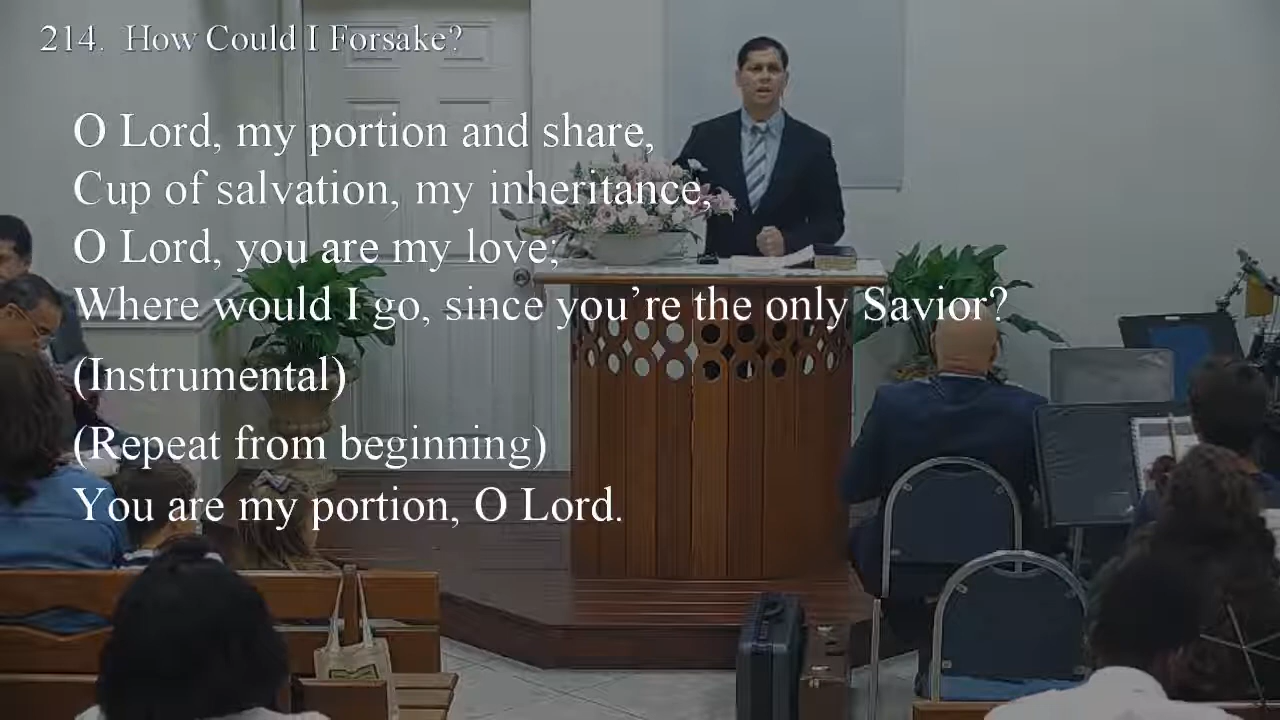 214. How Could I Forsake?
O Lord, my portion and share,
Cup of salvation, my inheritance,
O Lord, you are my love;
Where would I go, since you’re the only Savior?
(Instrumental)
(Repeat from beginning)
You are my portion, O Lord.